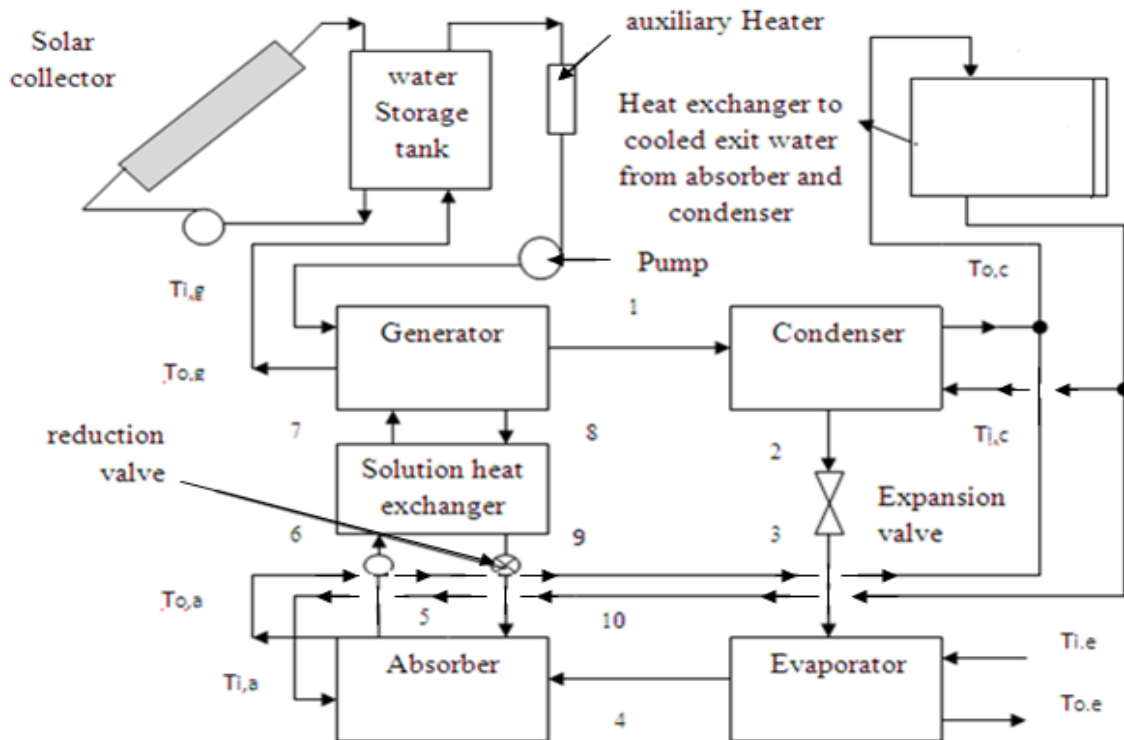 auxiliary Heater
Solar
collector
water
Storage
tank
Heat exchanger to
cooled exit water
from absorber and
condenser
Pump
To,c
Ti,g
1
Generator
Condenser
To,g
Ti,c
reduction
valve
7
8
2
Solution heat
exchanger
Expansion
valve
6
9
3
To,a
5
10
Ti.e
Absorber
Evaporator
Ti,a
To.e
4